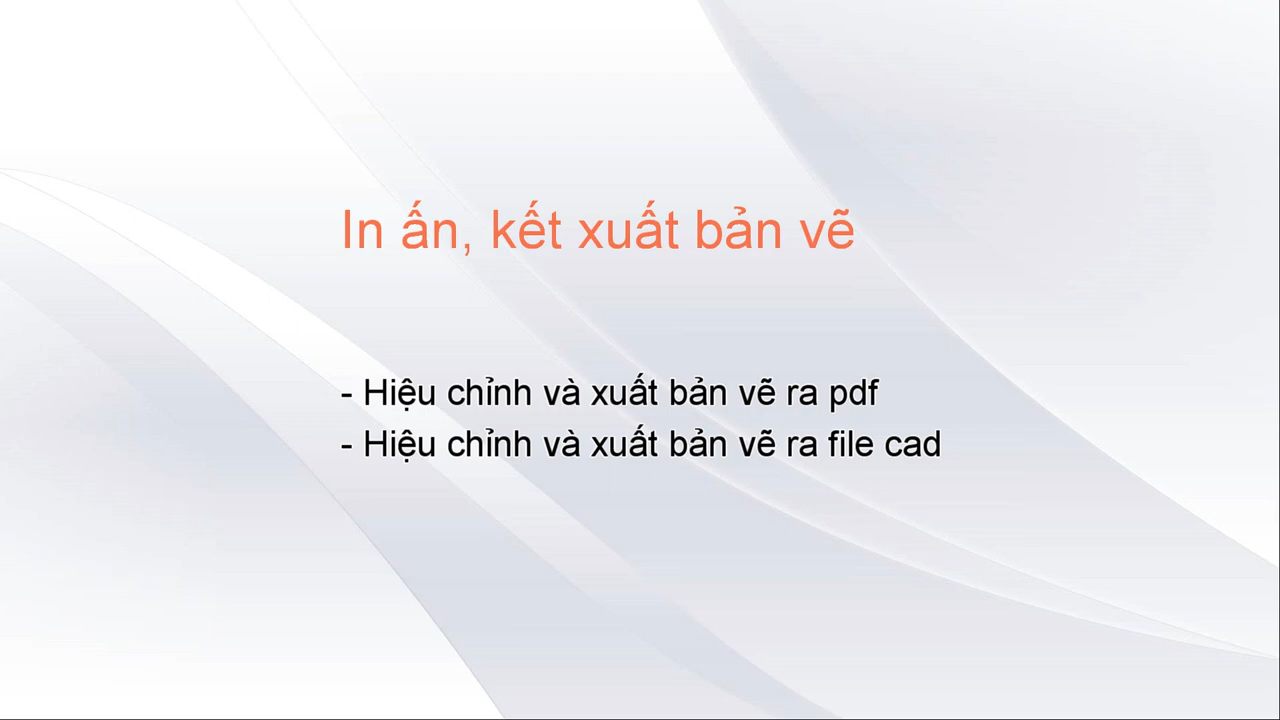 In ấn, kết xuất bản vẽ
- Hiệu chỉnh và xuất bản vẽ ra pdf
- Hiệu chỉnh và xuất bản vẽ ra file cad